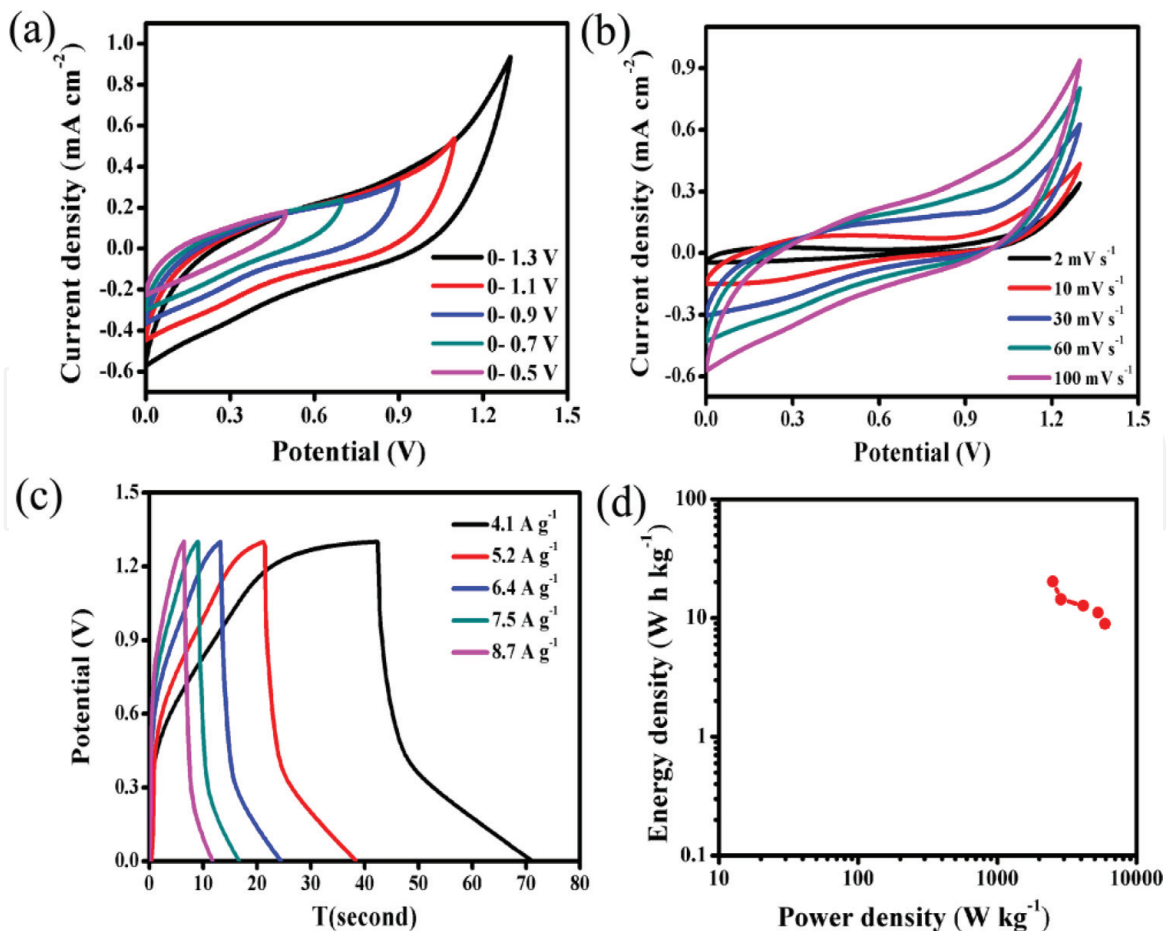 (a)
Current density (mA cm⁻²)
1.0
0.8
0.6
0.4
0.2
0.0
-0.2
-0.4
-0.6
0- 1.3 V
0- 1.1 V
0- 0.9 V
0- 0.7 V
0- 0.5 V
0.0 0.3 0.6 0.9 1.2 1.5
Potential (V)
(b)
Current density (mA cm⁻²)
0.9
0.6
0.3
0.0
-0.3
-0.6
2 mV s⁻¹
10 mV s⁻¹
30 mV s⁻¹
60 mV s⁻¹
100 mV s⁻¹
0.0 0.3 0.6 0.9 1.2 1.5
Potential (V)
(c)
Potential (V)
1.5
1.2
0.9
0.6
0.3
0.0
4.1 A g⁻¹
5.2 A g⁻¹
6.4 A g⁻¹
7.5 A g⁻¹
8.7 A g⁻¹
0 10 20 30 40 50 60 70 80
T(second)
(d)
Energy density (W h kg⁻¹)
100
10
1
0.1
10 100 1000 10000
Power density (W kg⁻¹)